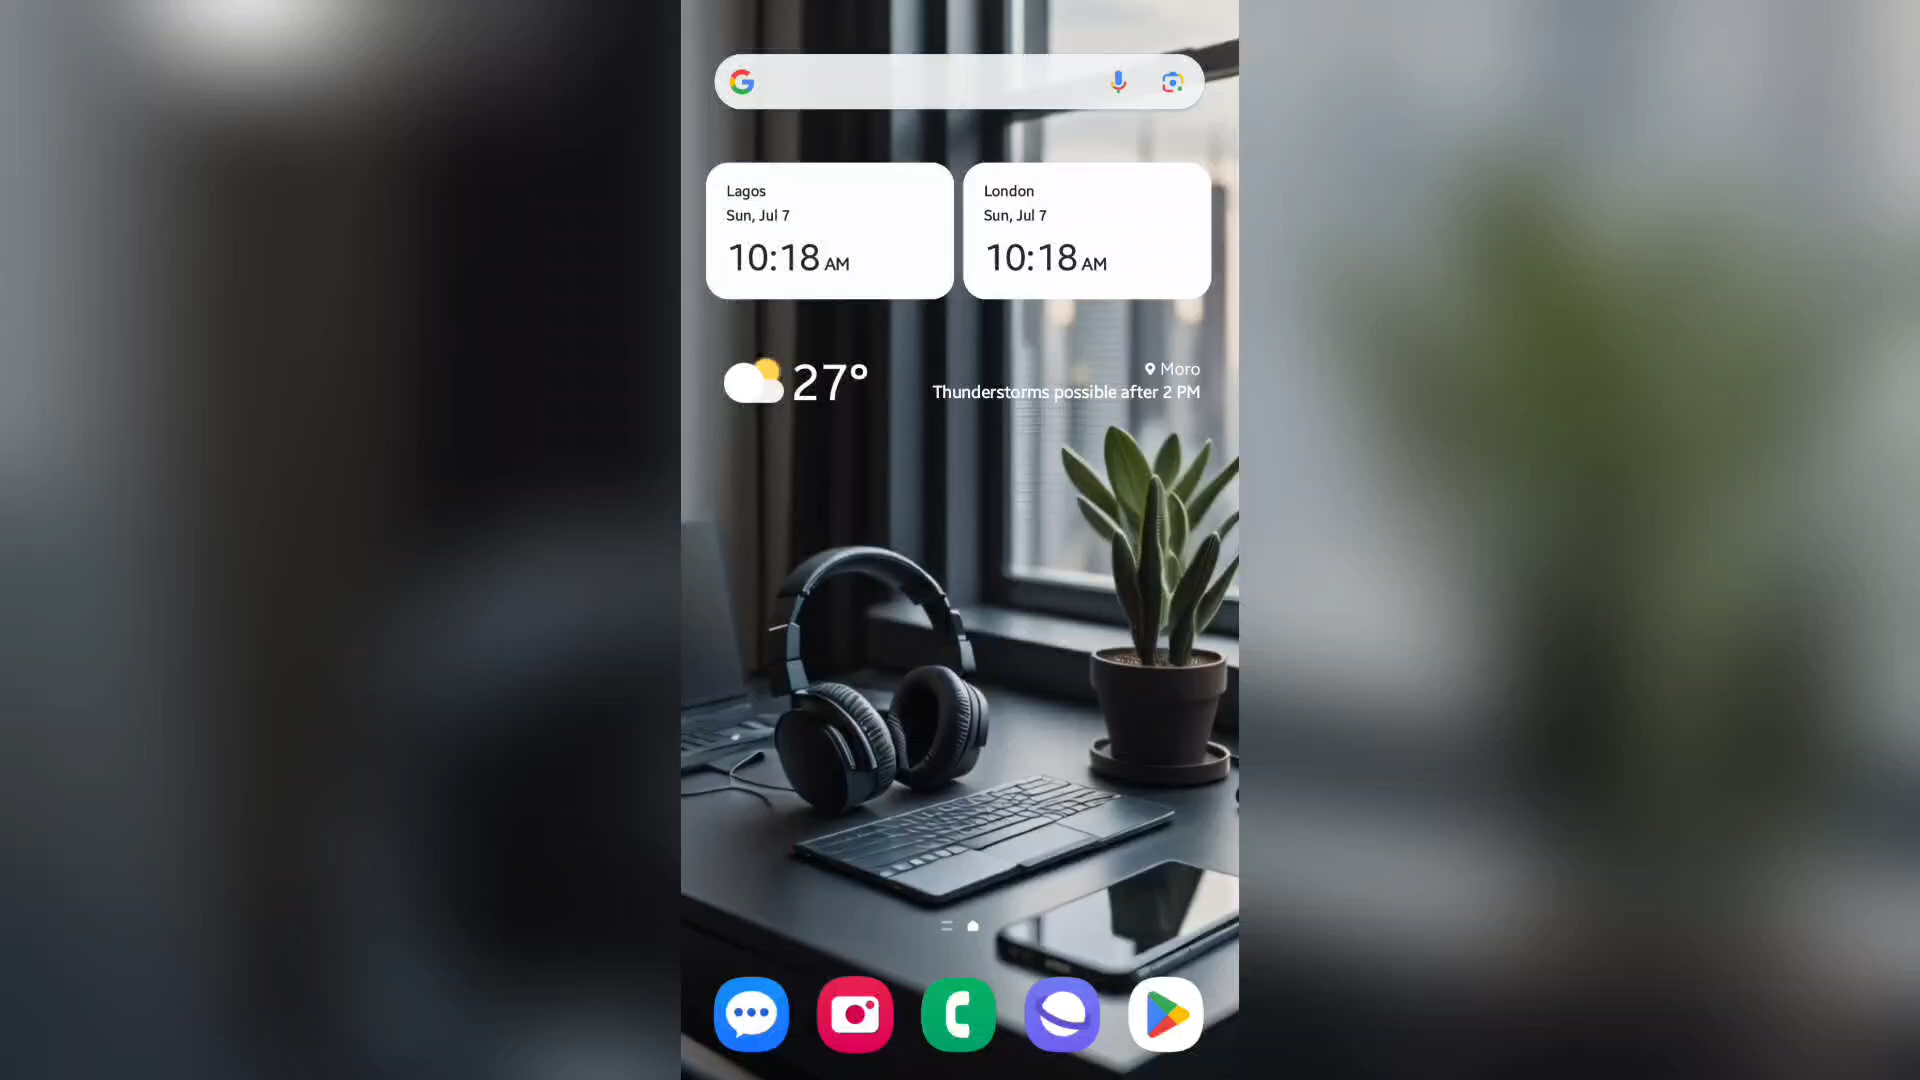 Lagos
Sun, Jul 7
10:18 AM
London
Sun, Jul 7
10:18 AM
27°
Moro
Thunderstorms possible after 2 PM